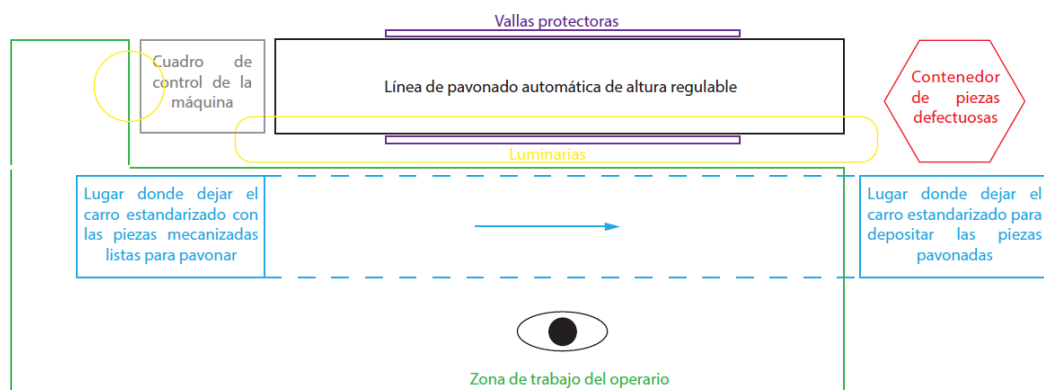 Vallas protectoras
Cuadro de
control de la
máquina
Línea de pavonado automática de altura regulable
Contenedor
de piezas
defectuosas
Luminarias
Lugar donde dejar el
carro estandarizado con
las piezas mecanizadas
listas para pavonar
Lugar donde dejar el
carro estandarizado para
depositar las piezas
pavonadas
Zona de trabajo del operario